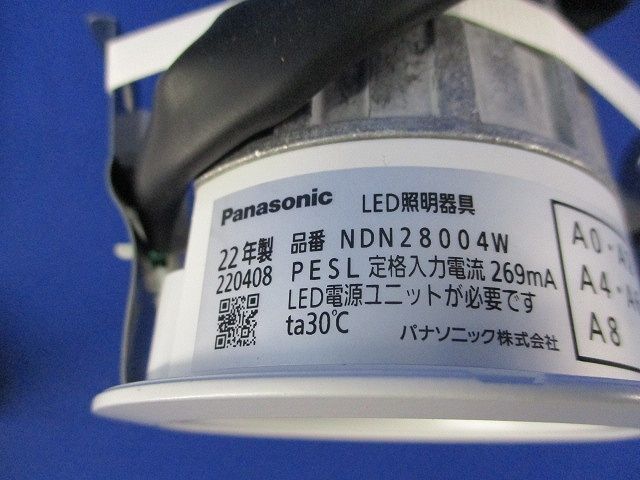 Panasonic LED照明器具
22年製 品番 NDN28004W
220408 PESL 定格入力電流 269mA
LED電源ユニットが必要です
ta30℃ パナソニック株式会社
A0・
A4・
A8